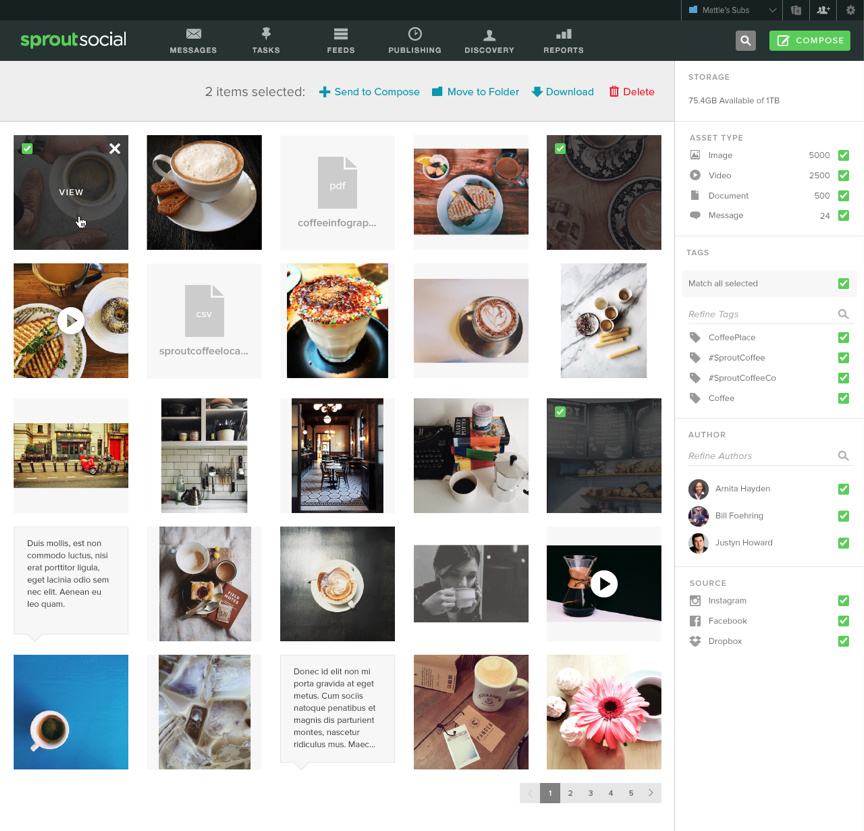 Mattie's Subs
sproutsocial
MESSAGES
TASKS
FEEDS
PUBLISHING
DISCOVERY
REPORTS
COMPOSE
2 items selected:
Send to Compose
Move to Folder
Download
Delete
VIEW
pdf
coffeeinfograp...
csv
sproutcoffeeloca...
HARRY POTTER
Duis mollis, est non
commodo luctus, nisi
erat porttitor ligula,
eget lacinia odio sem
nec elit. Aenean eu
leo quam.
FIELD NOTES
Donec id elit non mi
porta gravida at eget
metus. Cum sociis
natoque penatibus et
magnis dis parturient
montes, nascetur
ridiculus mus. Maec...
1
2
3
4
5
STORAGE
75.4GB Available of 1TB
ASSET TYPE
Image 5000
Video 2500
Document 500
Message 24
TAGS
Match all selected
Refine Tags
CoffeePlace
#SproutCoffee
#SproutCoffeeCo
Coffee
AUTHOR
Refine Authors
Arnita Hayden
Bill Foehring
Justyn Howard
SOURCE
Instagram
Facebook
Dropbox